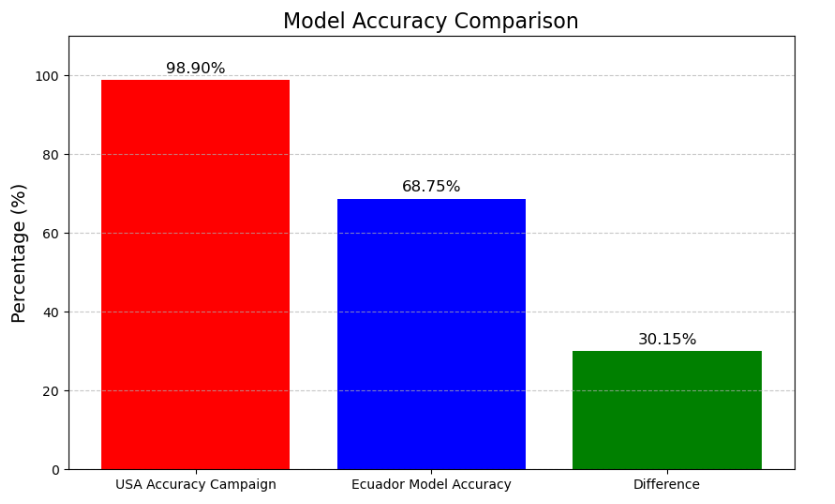 Model Accuracy Comparison
Percentage (%)
100
80
60
40
20
0
98.90%
68.75%
30.15%
USA Accuracy Campaign
Ecuador Model Accuracy
Difference